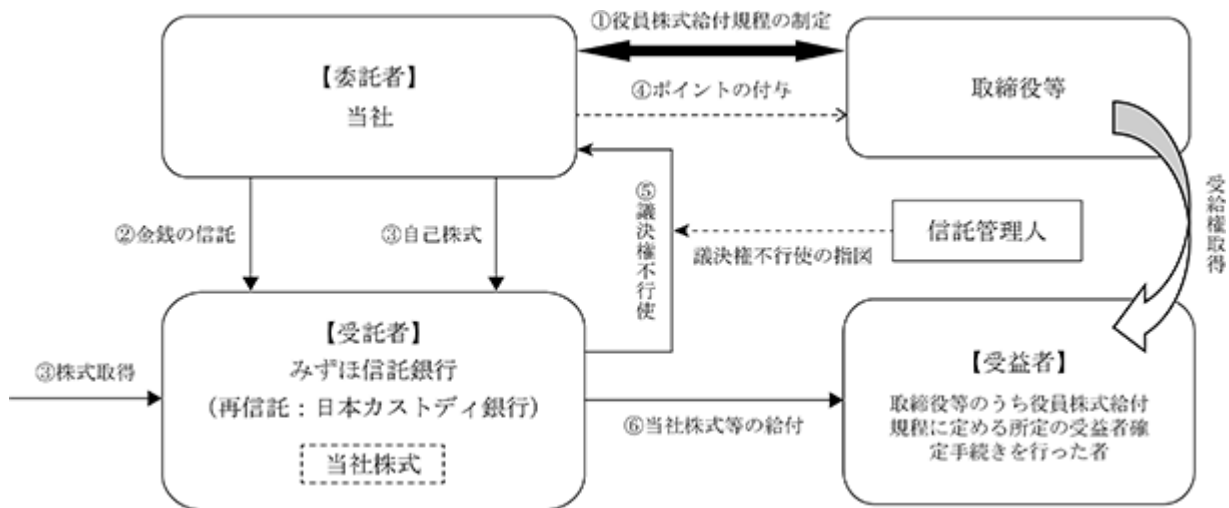 ①役員株式給付規程の制定
【委託者】
当社
④ポイントの付与
取締役等
②金銭の信託
③自己株式
⑤議決権不行使
議決権不行使の指図
信託管理人
受給権取得
③株式取得
【受託者】
みずほ信託銀行
(再信託：日本カストディ銀行)
当社株式
⑥当社株式等の給付
【受益者】
取締役等のうち役員株式給付
規程に定める所定の受益者確
定手続きを行った者